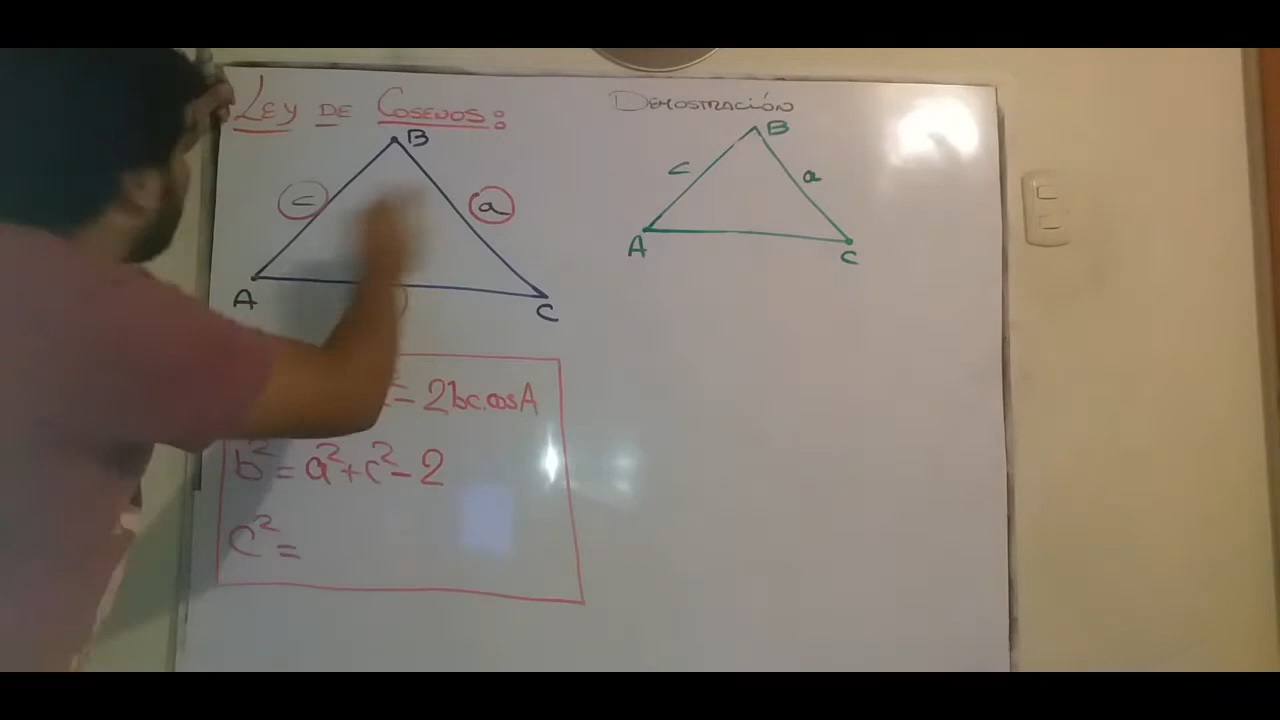 Ley de Cosenos:
B
c
a
A
C
- 2bc.cosA
b² = a² + c² - 2
c² =
Demostración
B
c
a
A
C